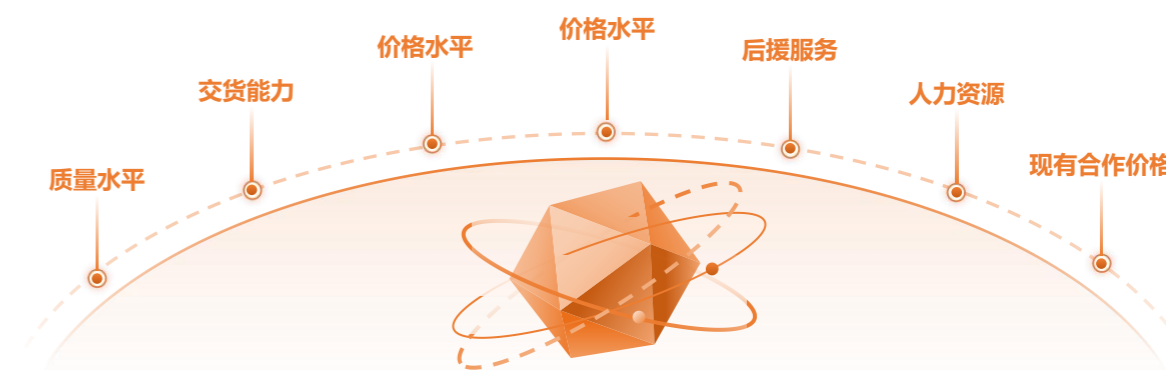 质量水平
交货能力
价格水平
价格水平
后援服务
人力资源
现有合作价格